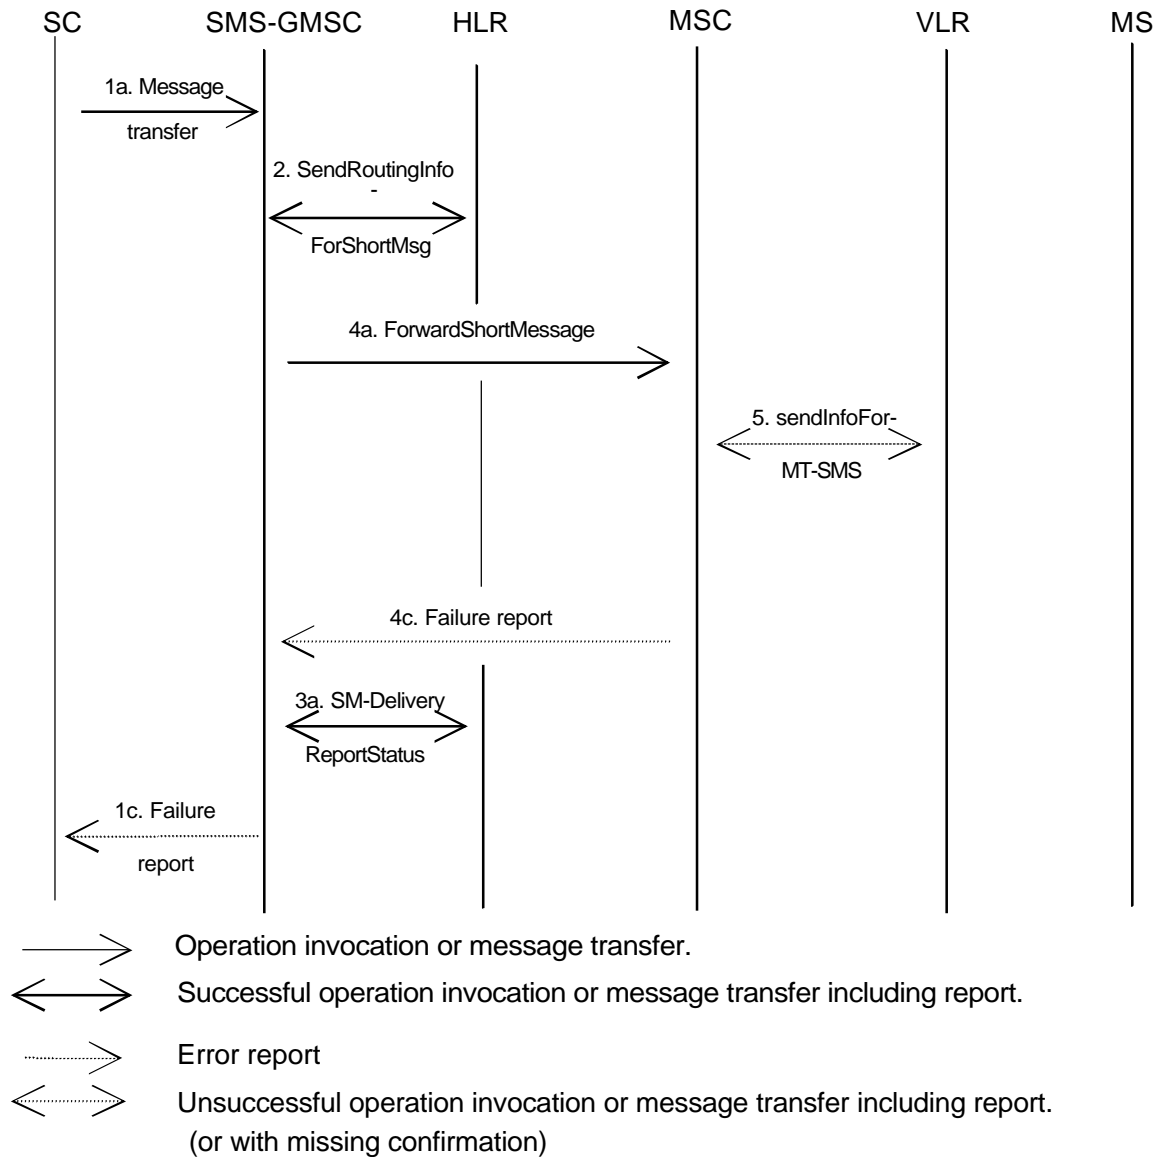 SC SMS-GMSC HLR MSC VLR MS
1a. Message
transfer
2. SendRoutingInfo
-
ForShortMsg
4a. ForwardShortMessage
5. sendInfoFor-
MT-SMS
4c. Failure report
3a. SM-Delivery
ReportStatus
1c. Failure
report
Operation invocation or message transfer.
Successful operation invocation or message transfer including report.
Error report
Unsuccessful operation invocation or message transfer including report.
(or with missing confirmation)